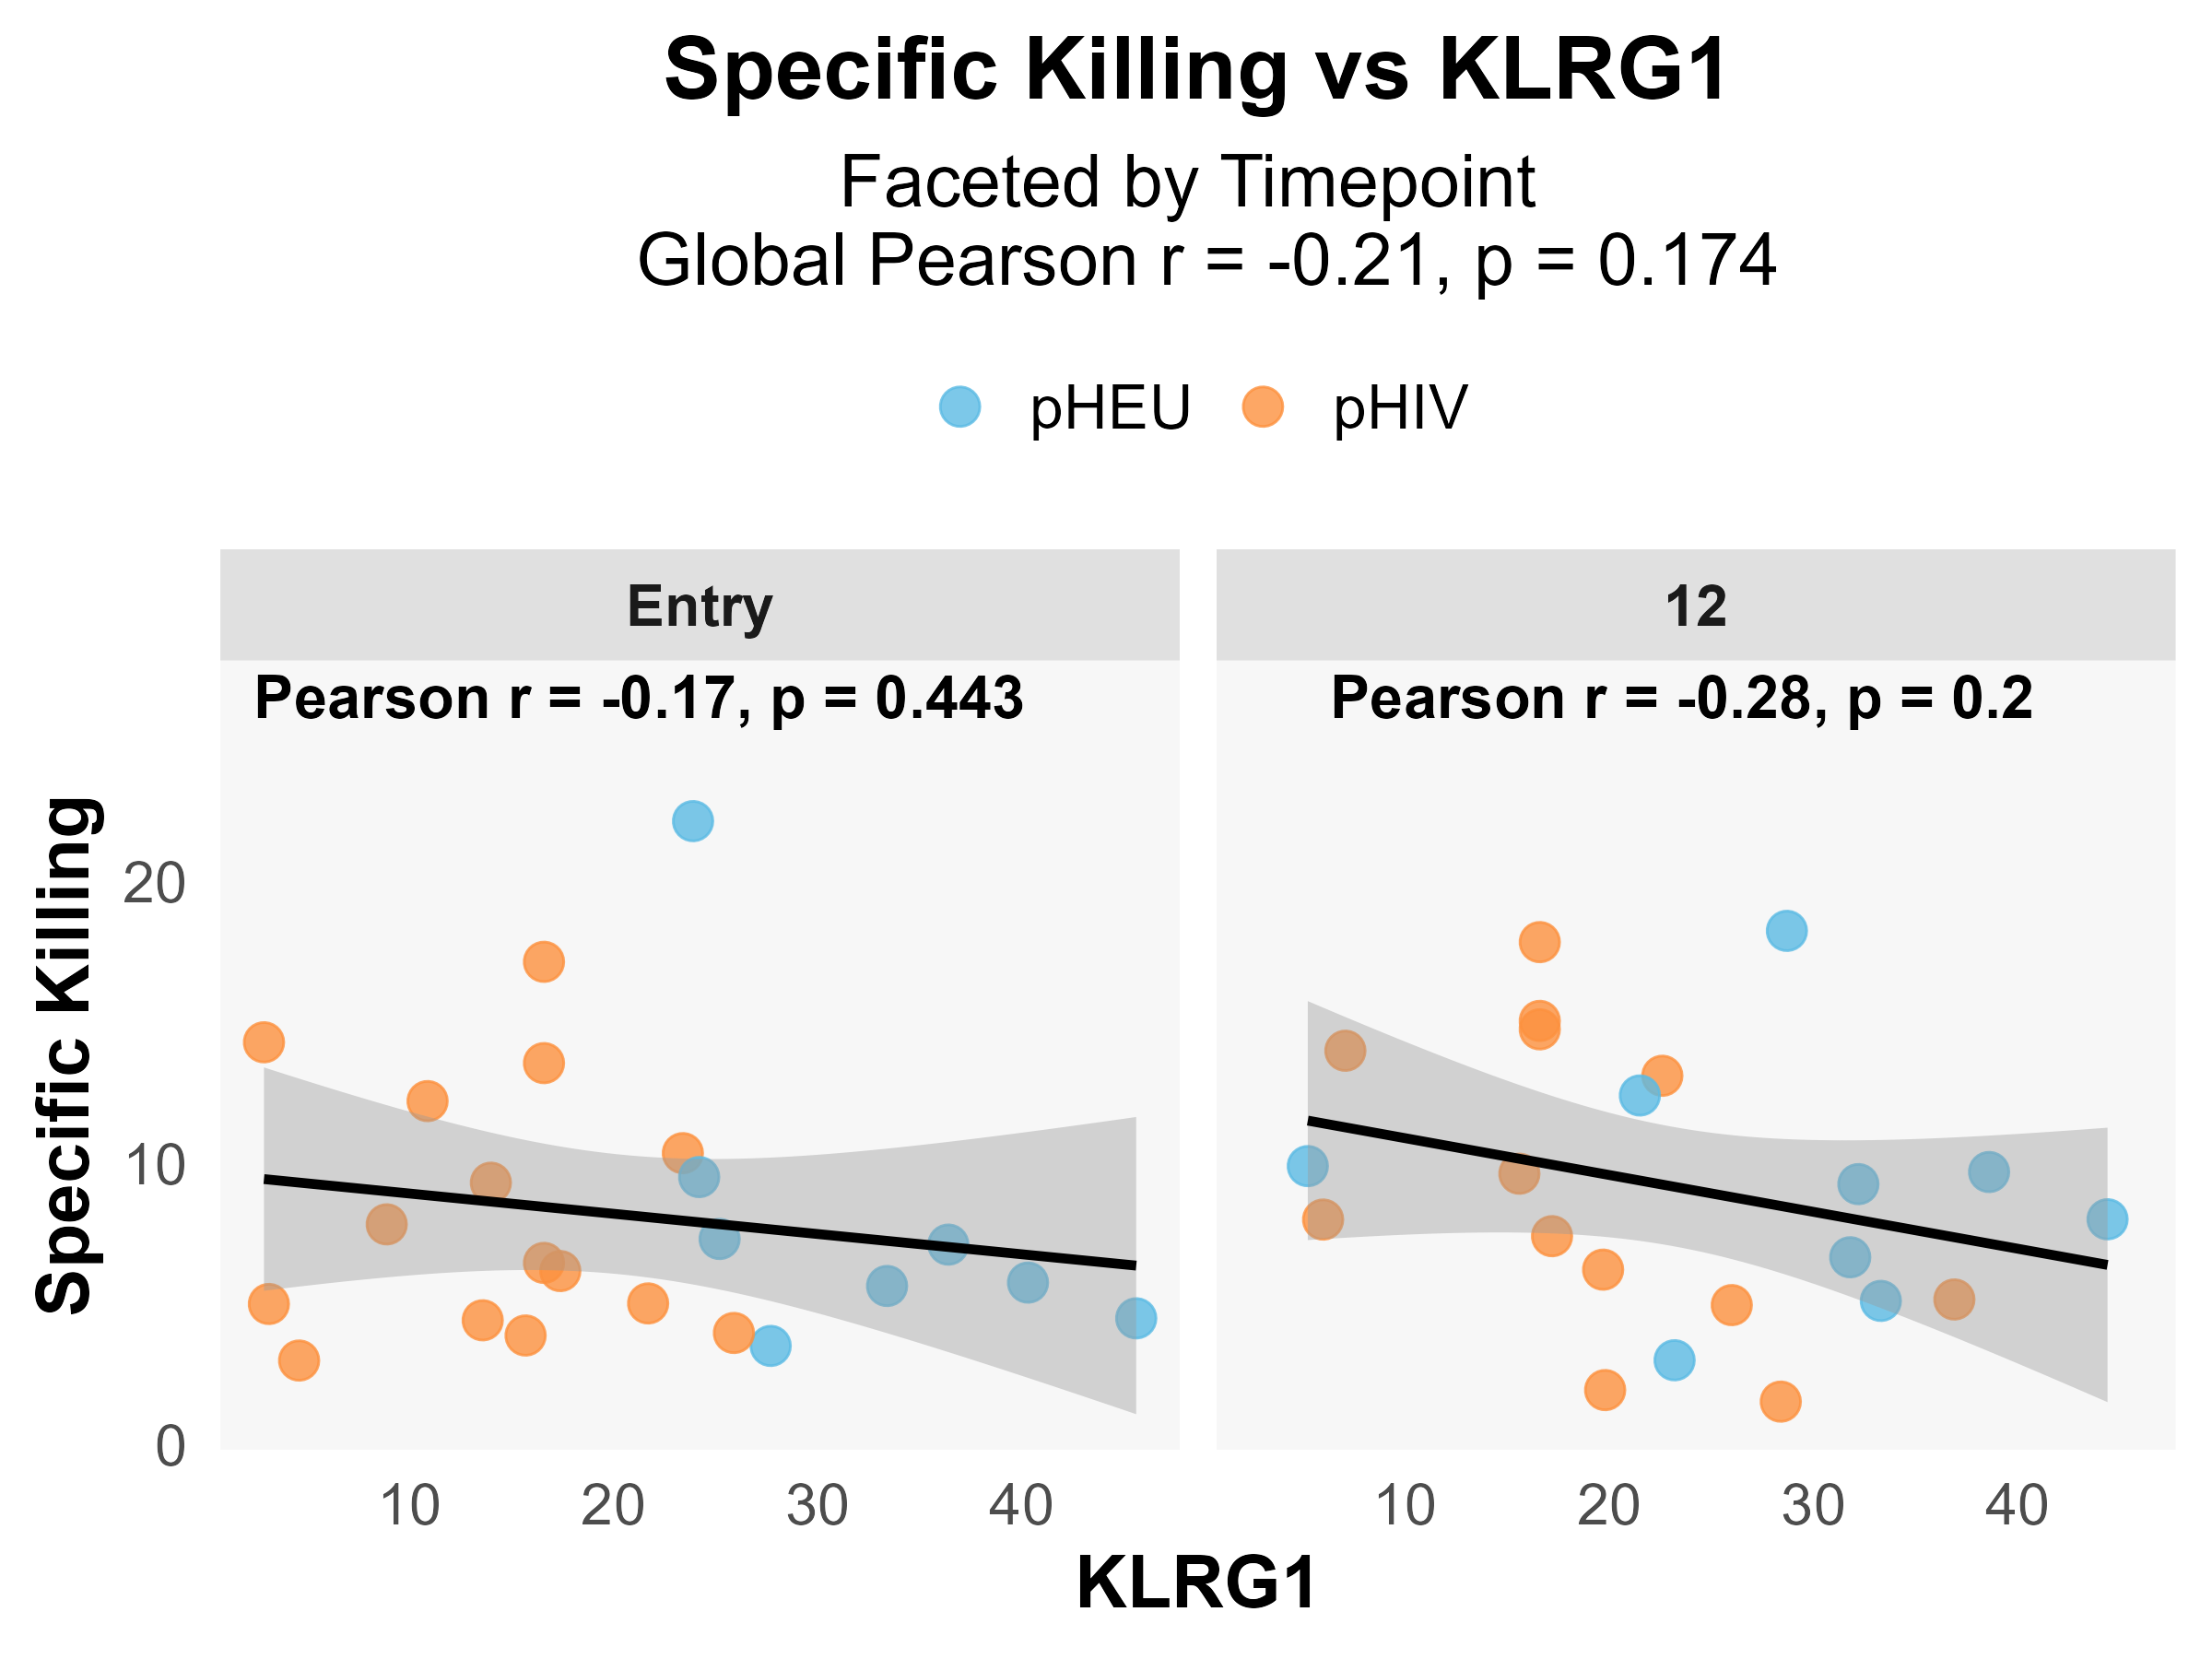 Specific Killing vs KLRG1
Faceted by Timepoint
Global Pearson r = -0.21, p = 0.174
pHEU pHIV
Entry 12
Pearson r = -0.17, p = 0.443 Pearson r = -0.28, p = 0.2
Specific Killing
20
10
0
10 20 30 40 10 20 30 40
KLRG1